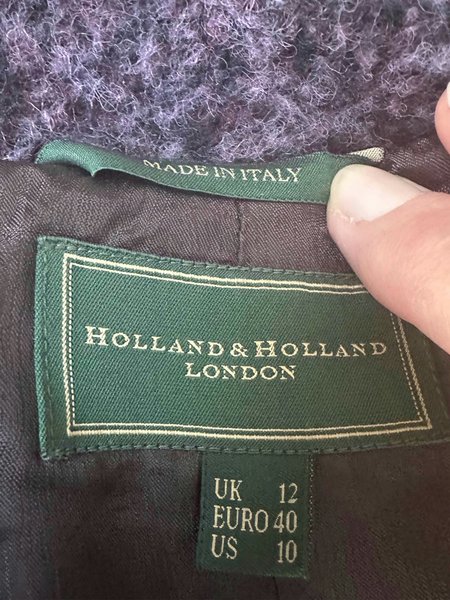 MADE IN ITALY
HOLLAND & HOLLAND
LONDON
UK 12
EURO 40
US 10